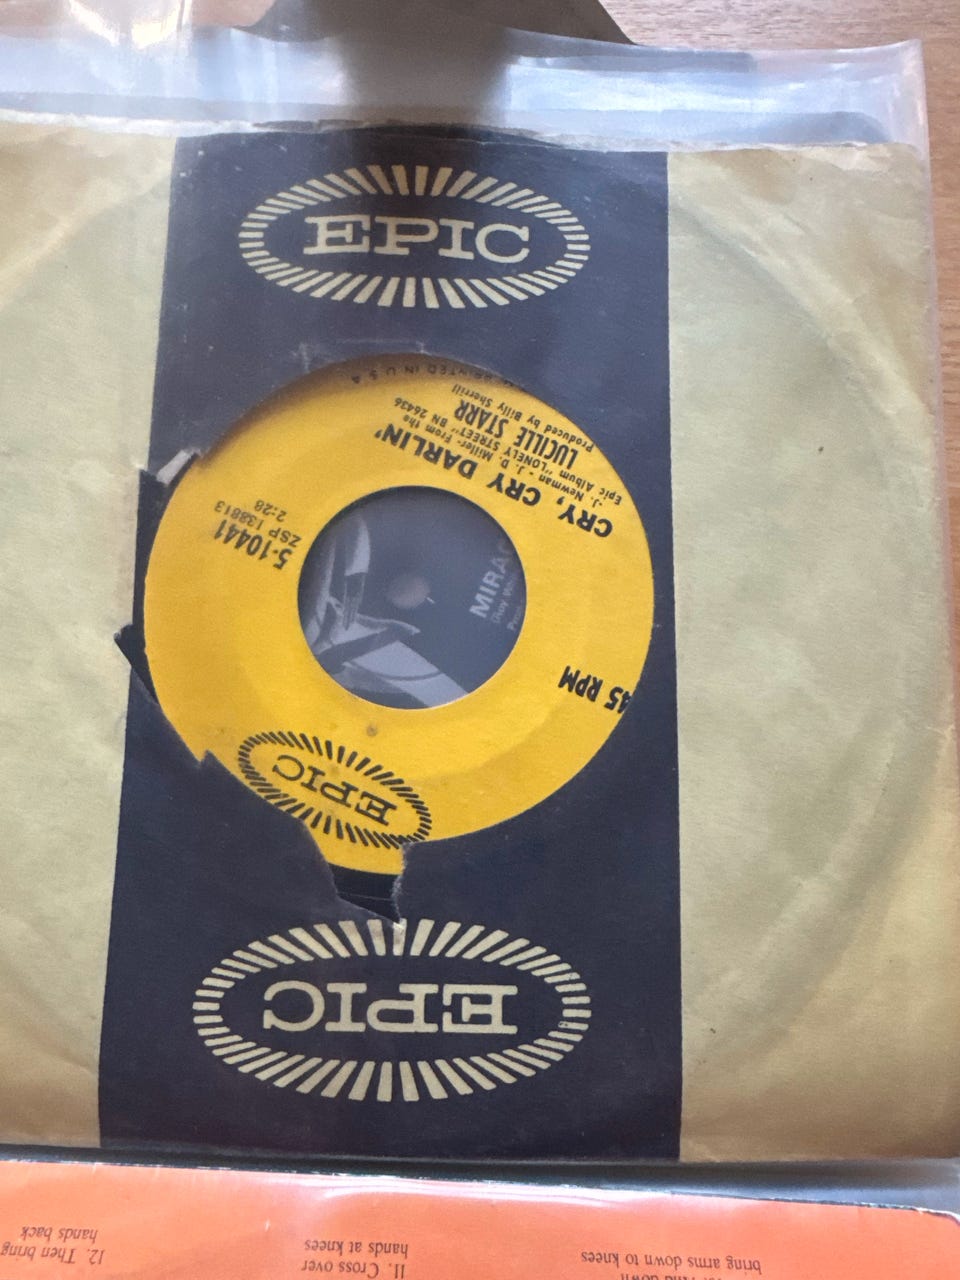 EPIC
PRINTED IN U S A
EPIC
45 RPM
5-10441
ZSP 138813
2:28
CRY, CRY DARLIN'
J. Newman - J. D. Miller - From the
Epic Album "LONELY STREET" BN 26436
LUCILLE STARR
Produced by Billy Sherrill
MIRAC
EPIC
12. Then bring
hands back
11. Cross over
hands at knees
down
bring arms down to knees